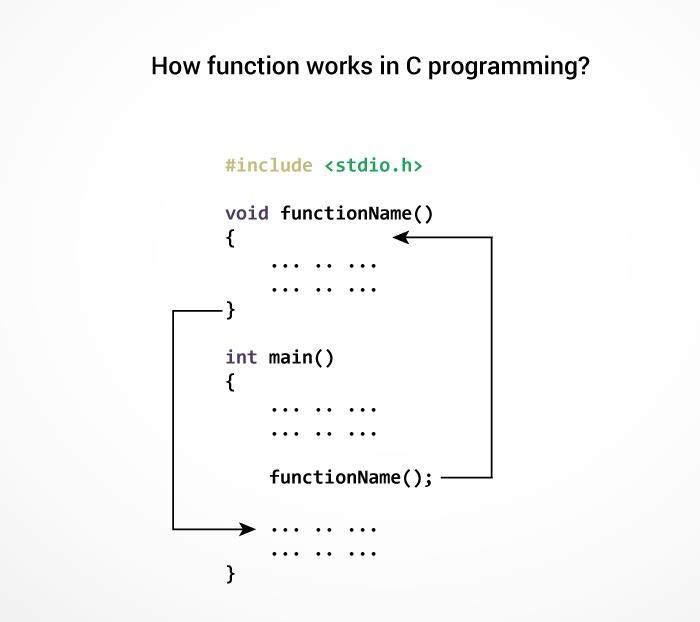 How function works in C programming?
#include <stdio.h>
void functionName()
{
... .. ...
... .. ...
}
int main()
{
... .. ...
... .. ...
functionName();
... .. ...
... .. ...
}